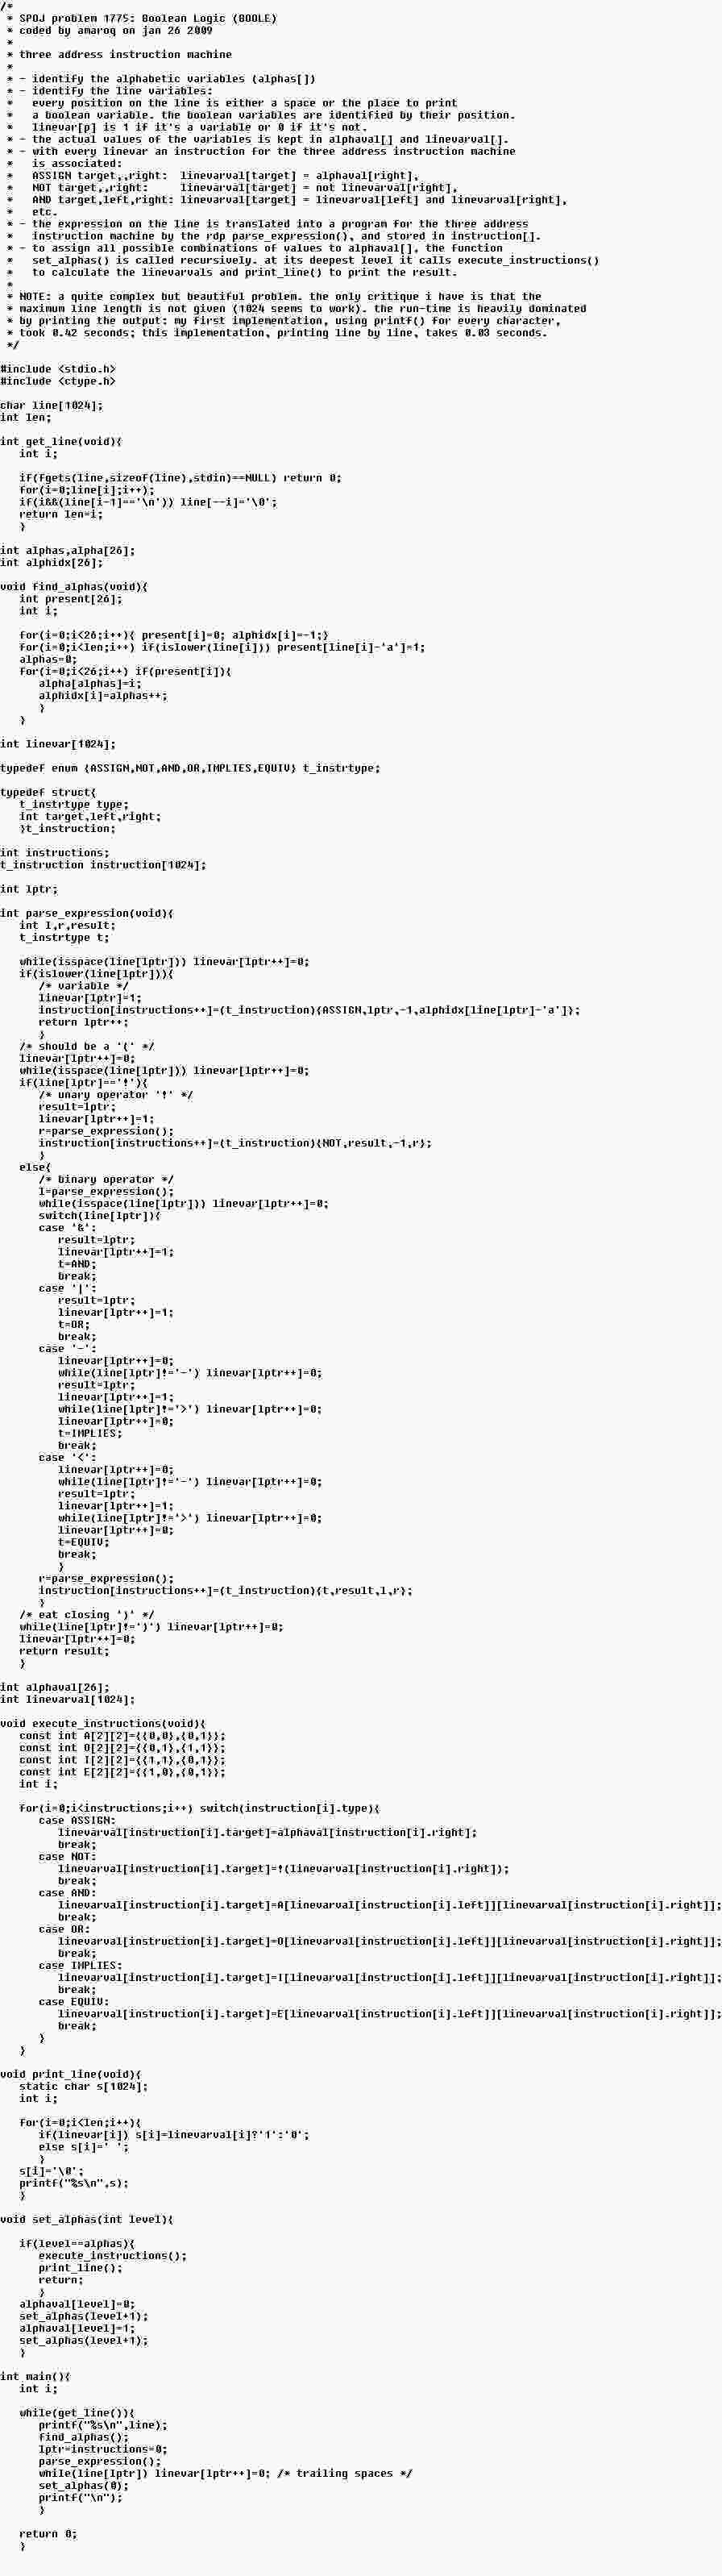 /*
 * SPOJ problem 1775: Boolean Logic (BOOLE)
 * coded by amaroq on jan 26 2009
 *
 * three address instruction machine
 *
 * - identify the alphabetic variables (alphas[])
 * - identify the line variables:
 *   every position on the line is either a space or the place to print
 *   a boolean variable. the boolean variables are identified by their position.
 *   linevar[p] is 1 if it's a variable or 0 if it's not.
 * - the actual values of the variables is kept in alphaval[] and linevarval[].
 * - with every linevar an instruction for the three address instruction machine
 *   is associated:
 *   ASSIGN target,,right:  linevarval[target] = alphaval[right],
 *   NOT target,,right:     linevarval[target] = not linevarval[right],
 *   AND target,left,right: linevarval[target] = linevarval[left] and linevarval[right],
 *   etc.
 * - the expression on the line is translated into a program for the three address
 *   instruction machine by the rdp parse_expression(), and stored in instruction[].
 * - to assign all possible combinations of values to alphaval[], the function
 *   set_alphas() is called recursively. at its deepest level it calls execute_instructions()
 *   to calculate the linevarvals and print_line() to print the result.
 *
 * NOTE: a quite complex but beautiful problem. the only critique i have is that the
 * maximum line length is not given (1024 seems to work). the run-time is heavily dominated
 * by printing the output: my first implementation, using printf() for every character,
 * took 0.42 seconds; this implementation, printing line by line, takes 0.03 seconds.
 */

#include <stdio.h>
#include <ctype.h>

char line[1024];
int len;

int get_line(void){
   int i;

   if(fgets(line,sizeof(line),stdin)==NULL) return 0;
   for(i=0;line[i];i++);
   if(i&&(line[i-1]=='\n')) line[--i]='\0';
   return len=i;
   }

int alphas,alpha[26];
int alphidx[26];

void find_alphas(void){
   int present[26];
   int i;

   for(i=0;i<26;i++){ present[i]=0; alphidx[i]=-1;}
   for(i=0;i<len;i++) if(islower(line[i])) present[line[i]-'a']=1;
   alphas=0;
   for(i=0;i<26;i++) if(present[i]){
      alpha[alphas]=i;
      alphidx[i]=alphas++;
      }
   }

int linevar[1024];

typedef enum {ASSIGN,NOT,AND,OR,IMPLIES,EQUIV} t_instrtype;

typedef struct{
   t_instrtype type;
   int target,left,right;
   }t_instruction;

int instructions;
t_instruction instruction[1024];

int lptr;

int parse_expression(void){
   int l,r,result;
   t_instrtype t;

   while(isspace(line[lptr])) linevar[lptr++]=0;
   if(islower(line[lptr])){
      /* variable */
      linevar[lptr]=1;
      instruction[instructions++]=(t_instruction){ASSIGN,lptr,-1,alphidx[line[lptr]-'a']};
      return lptr++;
      }
   /* should be a '(' */
   linevar[lptr++]=0;
   while(isspace(line[lptr])) linevar[lptr++]=0;
   if(line[lptr]=='!'){
      /* unary operator '!' */
      result=lptr;
      linevar[lptr++]=1;
      r=parse_expression();
      instruction[instructions++]=(t_instruction){NOT,result,-1,r};
      }
   else{
      /* binary operator */
      l=parse_expression();
      while(isspace(line[lptr])) linevar[lptr++]=0;
      switch(line[lptr]){
      case '&':
         result=lptr;
         linevar[lptr++]=1;
         t=AND;
         break;
      case '|':
         result=lptr;
         linevar[lptr++]=1;
         t=OR;
         break;
      case '-':
         linevar[lptr++]=0;
         while(line[lptr]!='-') linevar[lptr++]=0;
         result=lptr;
         linevar[lptr++]=1;
         while(line[lptr]!='>') linevar[lptr++]=0;
         linevar[lptr++]=0;
         t=IMPLIES;
         break;
      case '<':
         linevar[lptr++]=0;
         while(line[lptr]!='-') linevar[lptr++]=0;
         result=lptr;
         linevar[lptr++]=1;
         while(line[lptr]!='>') linevar[lptr++]=0;
         linevar[lptr++]=0;
         t=EQUIV;
         break;
         }
      r=parse_expression();
      instruction[instructions++]=(t_instruction){t,result,l,r};
      }
   /* eat closing ')' */
   while(line[lptr]!=')') linevar[lptr++]=0;
   linevar[lptr++]=0;
   return result;
   }

int alphaval[26];
int linevarval[1024];

void execute_instructions(void){
   const int A[2][2]={{0,0},{0,1}};
   const int O[2][2]={{0,1},{1,1}};
   const int I[2][2]={{1,1},{0,1}};
   const int E[2][2]={{1,0},{0,1}};
   int i;

   for(i=0;i<instructions;i++) switch(instruction[i].type){
      case ASSIGN:
         linevarval[instruction[i].target]=alphaval[instruction[i].right];
         break;
      case NOT:
         linevarval[instruction[i].target]=!(linevarval[instruction[i].right]);
         break;
      case AND:
         linevarval[instruction[i].target]=A[linevarval[instruction[i].left]][linevarval[instruction[i].right]];
         break;
      case OR:
         linevarval[instruction[i].target]=O[linevarval[instruction[i].left]][linevarval[instruction[i].right]];
         break;
      case IMPLIES:
         linevarval[instruction[i].target]=I[linevarval[instruction[i].left]][linevarval[instruction[i].right]];
         break;
      case EQUIV:
         linevarval[instruction[i].target]=E[linevarval[instruction[i].left]][linevarval[instruction[i].right]];
         break;
      }
   }

void print_line(void){
   static char s[1024];
   int i;

   for(i=0;i<len;i++){
      if(linevar[i]) s[i]=linevarval[i]?'1':'0';
      else s[i]=' ';
      }
   s[i]='\0';
   printf("%s\n",s);
   }

void set_alphas(int level){

   if(level==alphas){
      execute_instructions();
      print_line();
      return;
      }
   alphaval[level]=0;
   set_alphas(level+1);
   alphaval[level]=1;
   set_alphas(level+1);
   }

int main(){
   int i;

   while(get_line()){
      printf("%s\n",line);
      find_alphas();
      lptr=instructions=0;
      parse_expression();
      while(line[lptr]) linevar[lptr++]=0; /* trailing spaces */
      set_alphas(0);
      printf("\n");
      }

   return 0;
   }